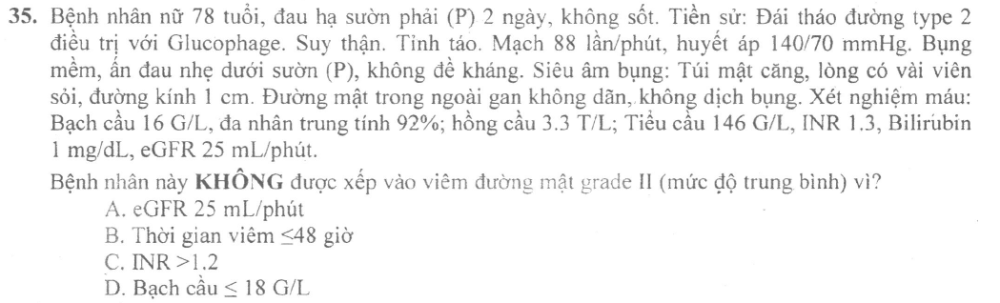 35. Bệnh nhân nữ 78 tuổi, đau hạ sườn phải (P) 2 ngày, không sốt. Tiền sử: Đái tháo đường type 2
điều trị với Glucophage. Suy thận. Tỉnh táo. Mạch 88 lần/phút, huyết áp 140/70 mmHg. Bụng
mềm, ấn đau nhẹ dưới sườn (P), không đề kháng. Siêu âm bụng: Túi mật căng, lòng có vài viên
sỏi, đường kính 1 cm. Đường mật trong ngoài gan không dãn, không dịch bụng. Xét nghiệm máu:
Bạch cầu 16 G/L, đa nhân trung tính 92%; hồng cầu 3.3 T/L; Tiểu cầu 146 G/L, INR 1.3, Bilirubin
1 mg/dL, eGFR 25 mL/phút.
Bệnh nhân này KHÔNG được xếp vào viêm đường mật grade II (mức độ trung bình) vì?
A. eGFR 25 mL/phút
B. Thời gian viêm ≤48 giờ
C. INR >1.2
D. Bạch cầu ≤ 18 G/L